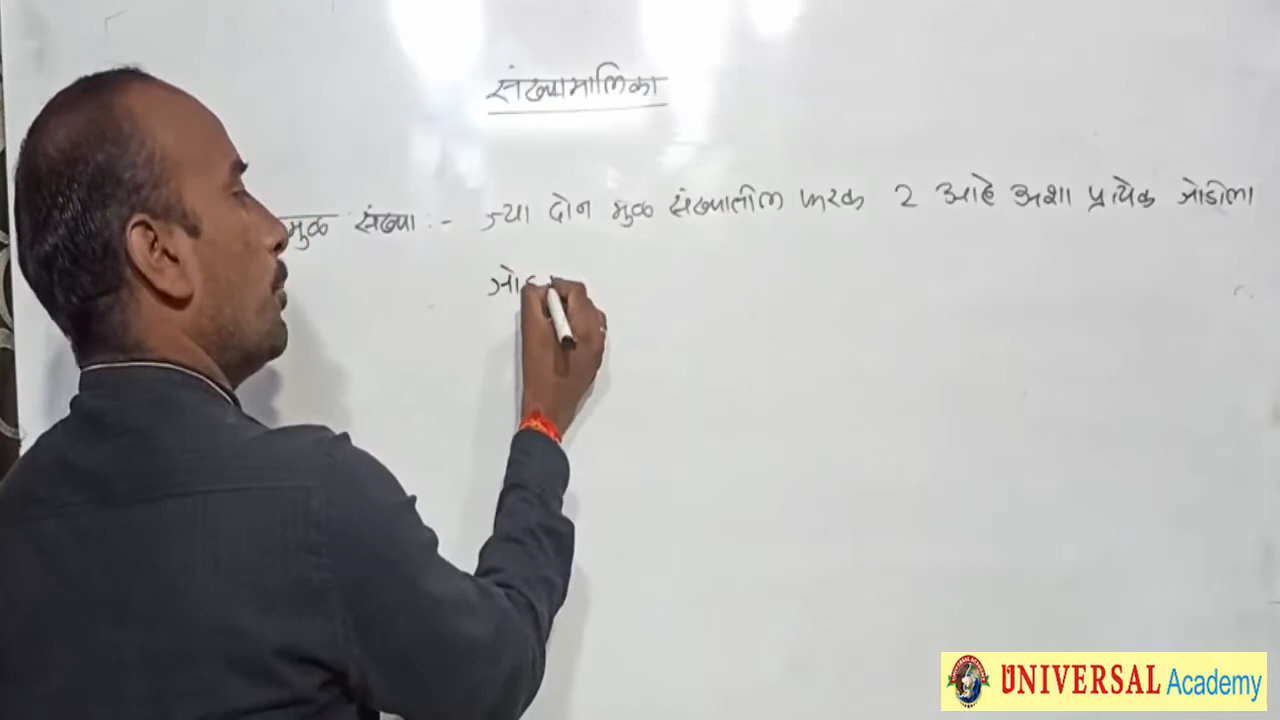 संख्यामालिका
मुळ संख्या :- ज्या दोन मुळ संख्यातील फरक 2 आहे अशा प्रत्येक जोडीला
UNIVERSAL Academy